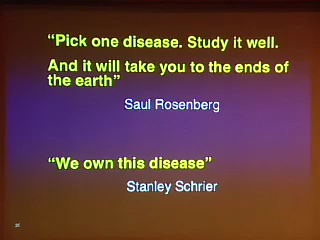 “Pick one disease. Study it well.
And it will take you to the ends of
the earth”
Saul Rosenberg
“We own this disease”
Stanley Schrier